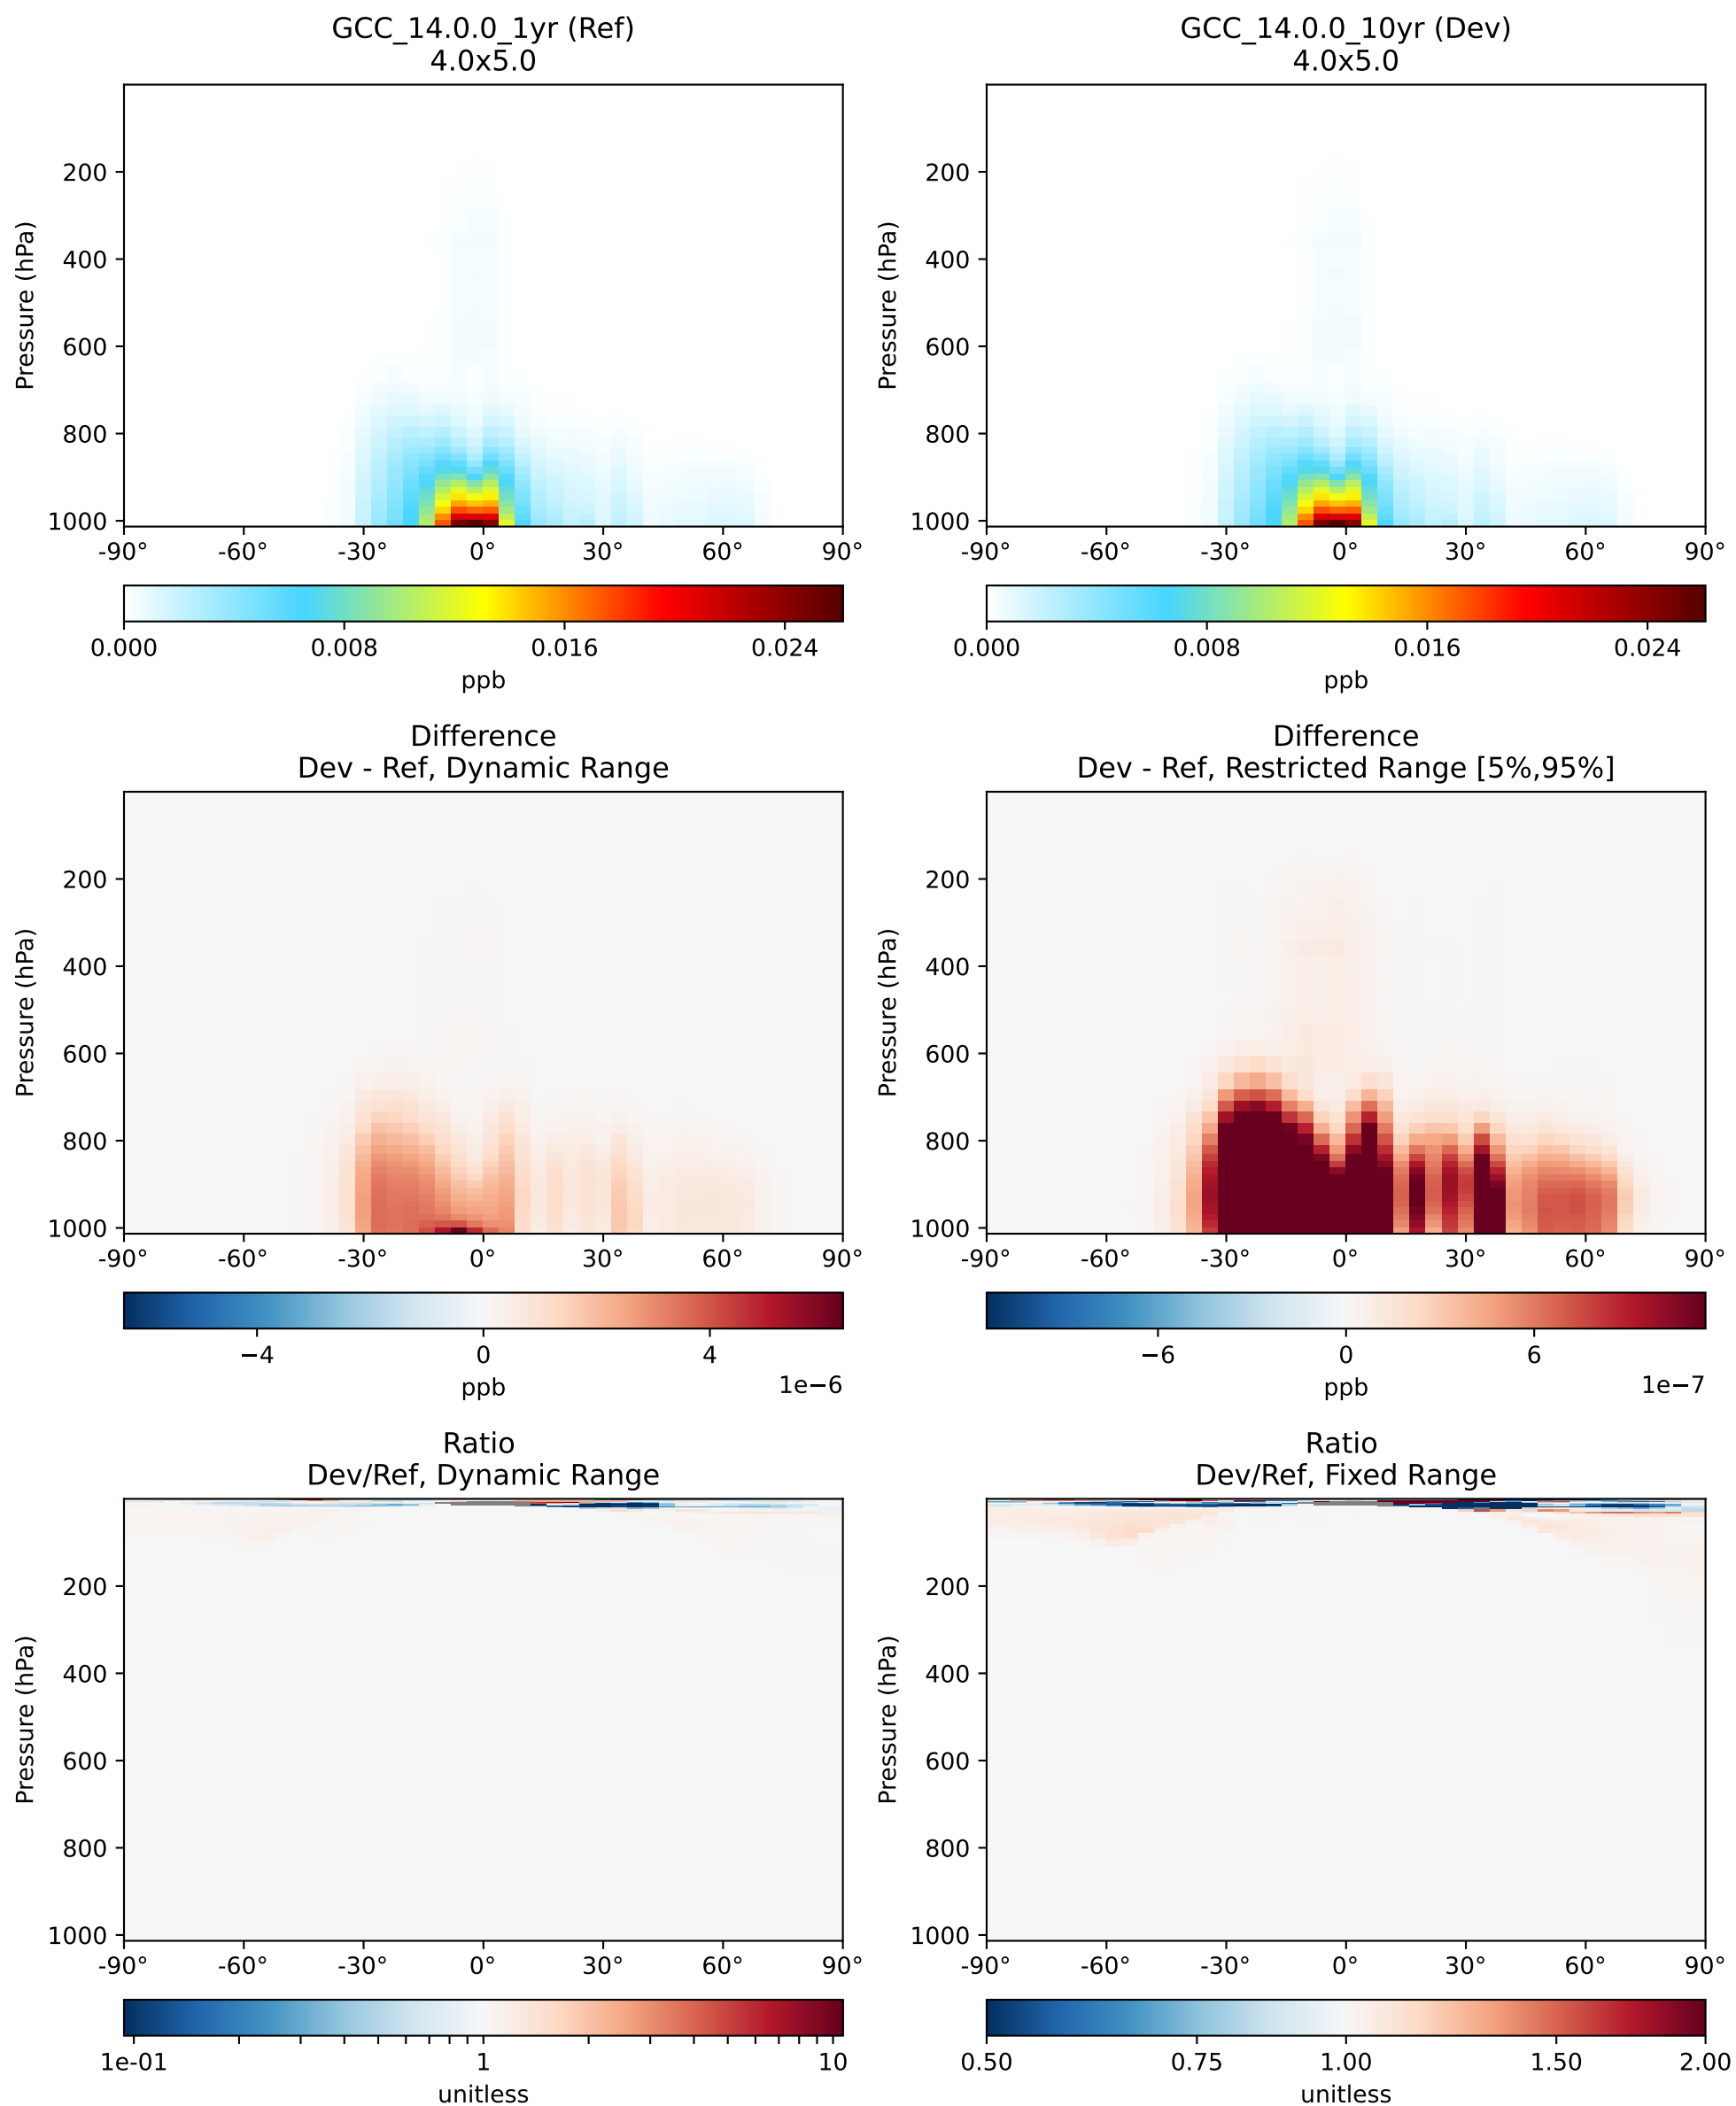 GCC_14.0.0_1yr (Ref)
4.0x5.0
Pressure (hPa)
200
400
600
800
1000
-90° -60° -30° 0° 30° 60° 90°
0.000 0.008 0.016 0.024
ppb
GCC_14.0.0_10yr (Dev)
4.0x5.0
Pressure (hPa)
200
400
600
800
1000
-90° -60° -30° 0° 30° 60° 90°
0.000 0.008 0.016 0.024
ppb
Difference
Dev - Ref, Dynamic Range
Pressure (hPa)
200
400
600
800
1000
-90° -60° -30° 0° 30° 60° 90°
−4 0 4
1e−6
ppb
Difference
Dev - Ref, Restricted Range [5%,95%]
Pressure (hPa)
200
400
600
800
1000
-90° -60° -30° 0° 30° 60° 90°
−6 0 6
1e−7
ppb
Ratio
Dev/Ref, Dynamic Range
Pressure (hPa)
200
400
600
800
1000
-90° -60° -30° 0° 30° 60° 90°
1e-01 1 10
unitless
Ratio
Dev/Ref, Fixed Range
Pressure (hPa)
200
400
600
800
1000
-90° -60° -30° 0° 30° 60° 90°
0.50 0.75 1.00 1.50 2.00
unitless